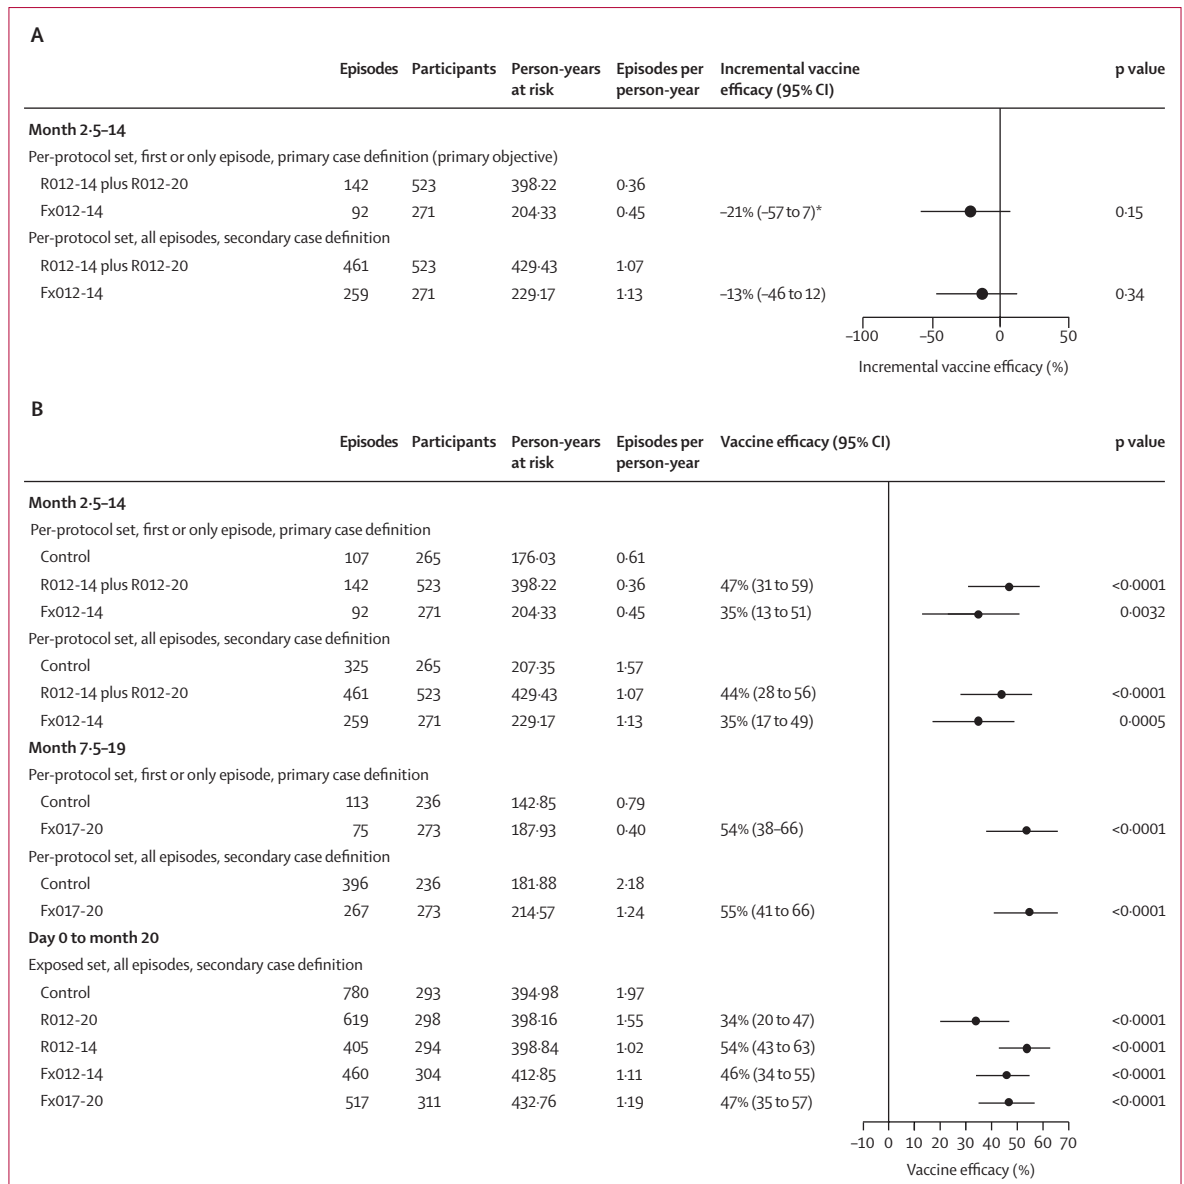 A
Episodes Participants Person-years at risk Episodes per person-year Incremental vaccine efficacy (95% CI) p value
Month 2·5–14
Per-protocol set, first or only episode, primary case definition (primary objective)
R012-14 plus R012-20 142 523 398·22 0·36
Fx012-14 92 271 204·33 0·45 –21% (–57 to 7)* 0·15
Per-protocol set, all episodes, secondary case definition
R012-14 plus R012-20 461 523 429·43 1·07
Fx012-14 259 271 229·17 1·13 –13% (–46 to 12) 0·34
–100 –50 0 50
Incremental vaccine efficacy (%)
B
Episodes Participants Person-years at risk Episodes per person-year Vaccine efficacy (95% CI) p value
Month 2·5–14
Per-protocol set, first or only episode, primary case definition
Control 107 265 176·03 0·61
R012-14 plus R012-20 142 523 398·22 0·36 47% (31 to 59) <0·0001
Fx012-14 92 271 204·33 0·45 35% (13 to 51) 0·0032
Per-protocol set, all episodes, secondary case definition
Control 325 265 207·35 1·57
R012-14 plus R012-20 461 523 429·43 1·07 44% (28 to 56) <0·0001
Fx012-14 259 271 229·17 1·13 35% (17 to 49) 0·0005
Month 7·5–19
Per-protocol set, first or only episode, primary case definition
Control 113 236 142·85 0·79
Fx017-20 75 273 187·93 0·40 54% (38–66) <0·0001
Per-protocol set, all episodes, secondary case definition
Control 396 236 181·88 2·18
Fx017-20 267 273 214·57 1·24 55% (41 to 66) <0·0001
Day 0 to month 20
Exposed set, all episodes, secondary case definition
Control 780 293 394·98 1·97
R012-20 619 298 398·16 1·55 34% (20 to 47) <0·0001
R012-14 405 294 398·84 1·02 54% (43 to 63) <0·0001
Fx012-14 460 304 412·85 1·11 46% (34 to 55) <0·0001
Fx017-20 517 311 432·76 1·19 47% (35 to 57) <0·0001
–10 0 10 20 30 40 50 60 70
Vaccine efficacy (%)